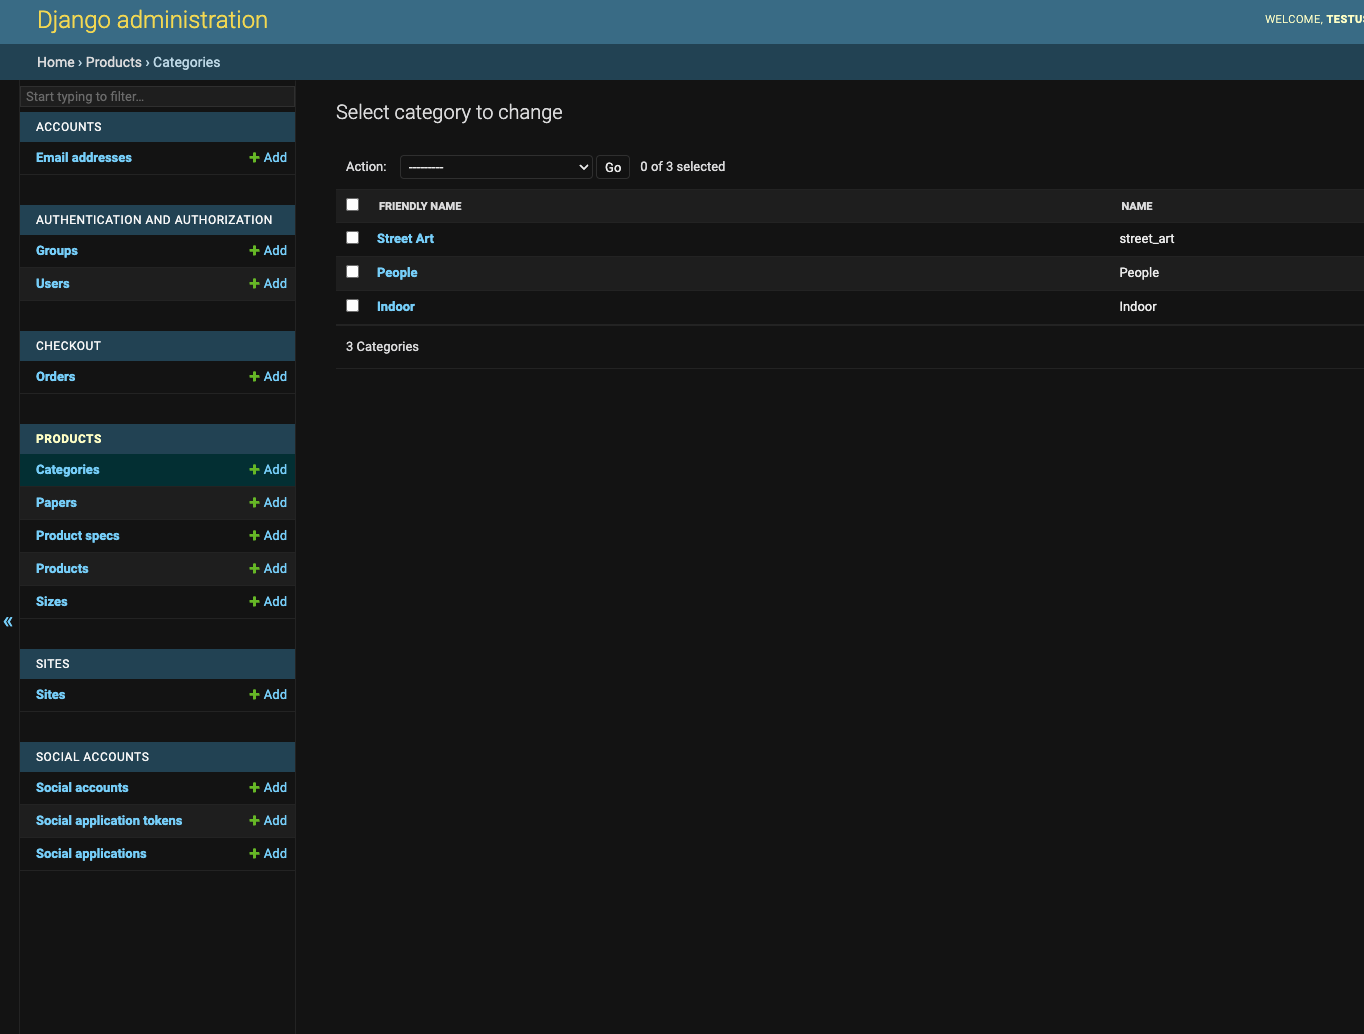 Django administration
WELCOME, TESTUS
Home › Products › Categories
Start typing to filter...
ACCOUNTS
Email addresses + Add
AUTHENTICATION AND AUTHORIZATION
Groups + Add
Users + Add
CHECKOUT
Orders + Add
PRODUCTS
Categories + Add
Papers + Add
Product specs + Add
Products + Add
Sizes + Add
«
SITES
Sites + Add
SOCIAL ACCOUNTS
Social accounts + Add
Social application tokens + Add
Social applications + Add
Select category to change
Action: --------- Go 0 of 3 selected
FRIENDLY NAME NAME
Street Art street_art
People People
Indoor Indoor
3 Categories